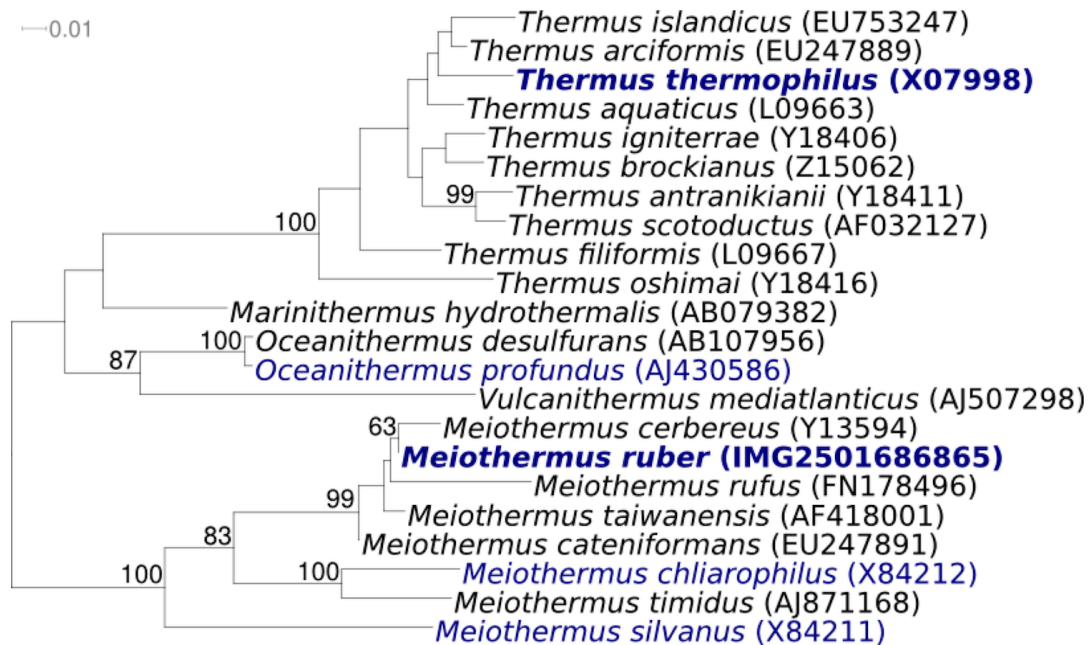 0.01
Thermus islandicus (EU753247)
Thermus arciformis (EU247889)
Thermus thermophilus (X07998)
Thermus aquaticus (L09663)
Thermus igniterrae (Y18406)
Thermus brockianus (Z15062)
99
Thermus antranikianii (Y18411)
Thermus scotoductus (AF032127)
100
Thermus filiformis (L09667)
Thermus oshimai (Y18416)
Marinithermus hydrothermalis (AB079382)
100
Oceanithermus desulfurans (AB107956)
87
Oceanithermus profundus (AJ430586)
Vulcanithermus mediatlanticus (AJ507298)
63
Meiothermus cerbereus (Y13594)
Meiothermus ruber (IMG2501686865)
Meiothermus rufus (FN178496)
99
Meiothermus taiwanensis (AF418001)
83
Meiothermus cateniformans (EU247891)
100
100
Meiothermus chliarophilus (X84212)
Meiothermus timidus (AJ871168)
Meiothermus silvanus (X84211)